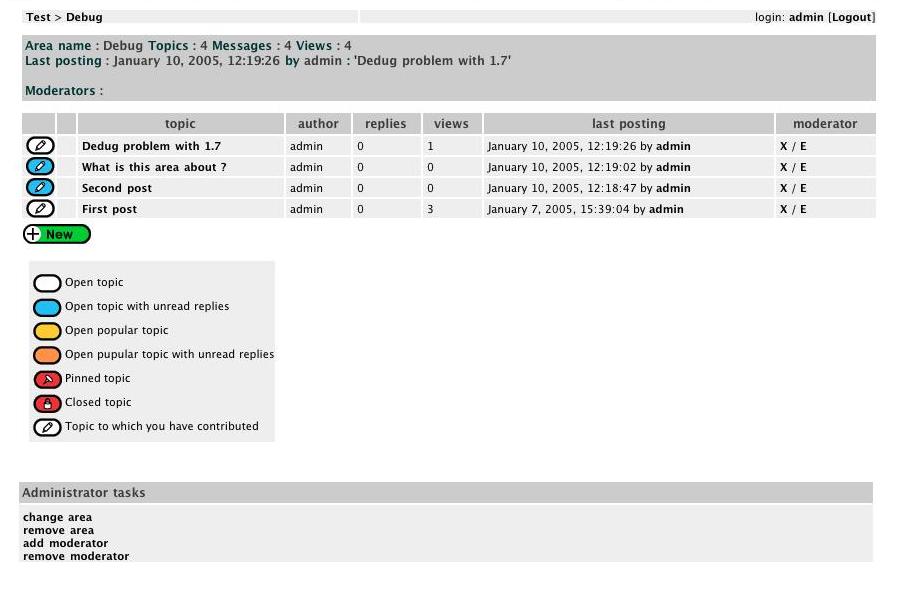 Test > Debug login: admin [Logout]
Area name : Debug Topics : 4 Messages : 4 Views : 4
Last posting : January 10, 2005, 12:19:26 by admin : 'Dedug problem with 1.7'
Moderators :
topic author replies views last posting moderator
Dedug problem with 1.7 admin 0 1 January 10, 2005, 12:19:26 by admin X / E
What is this area about ? admin 0 0 January 10, 2005, 12:19:02 by admin X / E
Second post admin 0 0 January 10, 2005, 12:18:47 by admin X / E
First post admin 0 3 January 7, 2005, 15:39:04 by admin X / E
New
Open topic
Open topic with unread replies
Open popular topic
Open pupular topic with unread replies
Pinned topic
Closed topic
Topic to which you have contributed
Administrator tasks
change area
remove area
add moderator
remove moderator